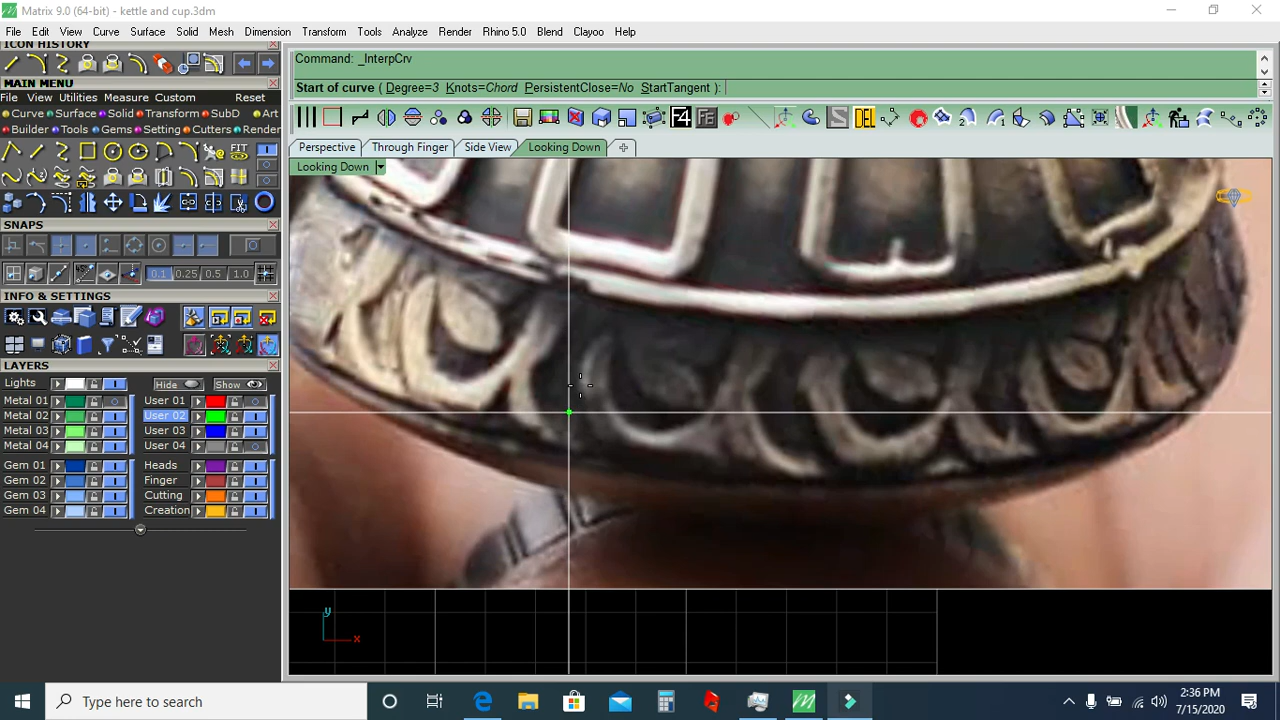 Matrix 9.0 (64-bit) - kettle and cup.3dm
File Edit View Curve Surface Solid Mesh Dimension Transform Tools Analyze Render Rhino 5.0 Blend Clayoo Help
ICON HISTORY
MAIN MENU
File View Utilities Measure Custom Reset
Curve Surface Solid Transform SubD Art
Builder Tools Gems Setting Cutters Render
FIT
SNAPS
0.1 0.25 0.5 1.0
INFO & SETTINGS
LAYERS
Lights Hide Show
Metal 01 User 01
Metal 02 User 02
Metal 03 User 03
Metal 04 User 04
Gem 01 Heads
Gem 02 Finger
Gem 03 Cutting
Gem 04 Creation
Command: _InterpCrv
Start of curve ( Degree=3 Knots=Chord PersistentClose=No StartTangent ):
F4 DEL
Perspective Through Finger Side View Looking Down
Looking Down
y
x
Type here to search
2:36 PM
7/15/2020